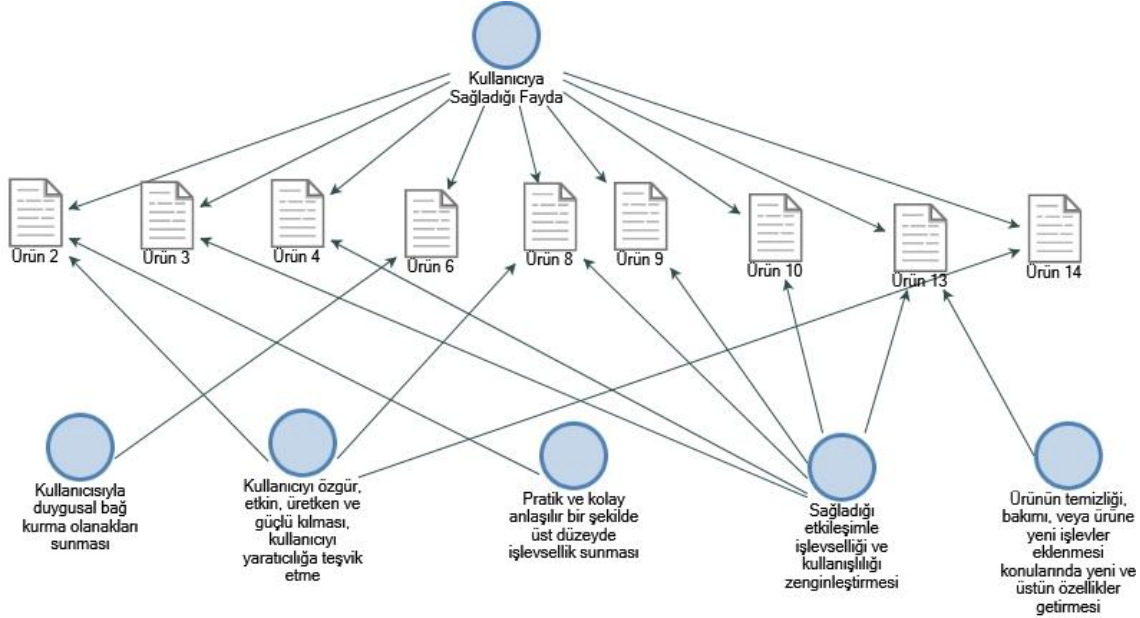 Kullanıcıya
Sağladığı Fayda
Ürün 2
Ürün 3
Ürün 4
Ürün 6
Ürün 8
Ürün 9
Ürün 10
Ürün 13
Ürün 14
Kullanıcısıyla
duygusal bağ
kurma olanakları
sunması
Kullanıcıyı özgür,
etkin, üretken ve
güçlü kılması,
kullanıcıyı
yaratıcılığa teşvik
etme
Pratik ve kolay
anlaşılır bir şekilde
üst düzeyde
işlevsellik sunması
Sağladığı
etkileşimle
işlevselliği ve
kullanışlılığı
zenginleştirmesi
Ürünün temizliği,
bakımı, veya ürüne
yeni işlevler
eklenmesi
konularında yeni ve
üstün özellikler
getirmesi